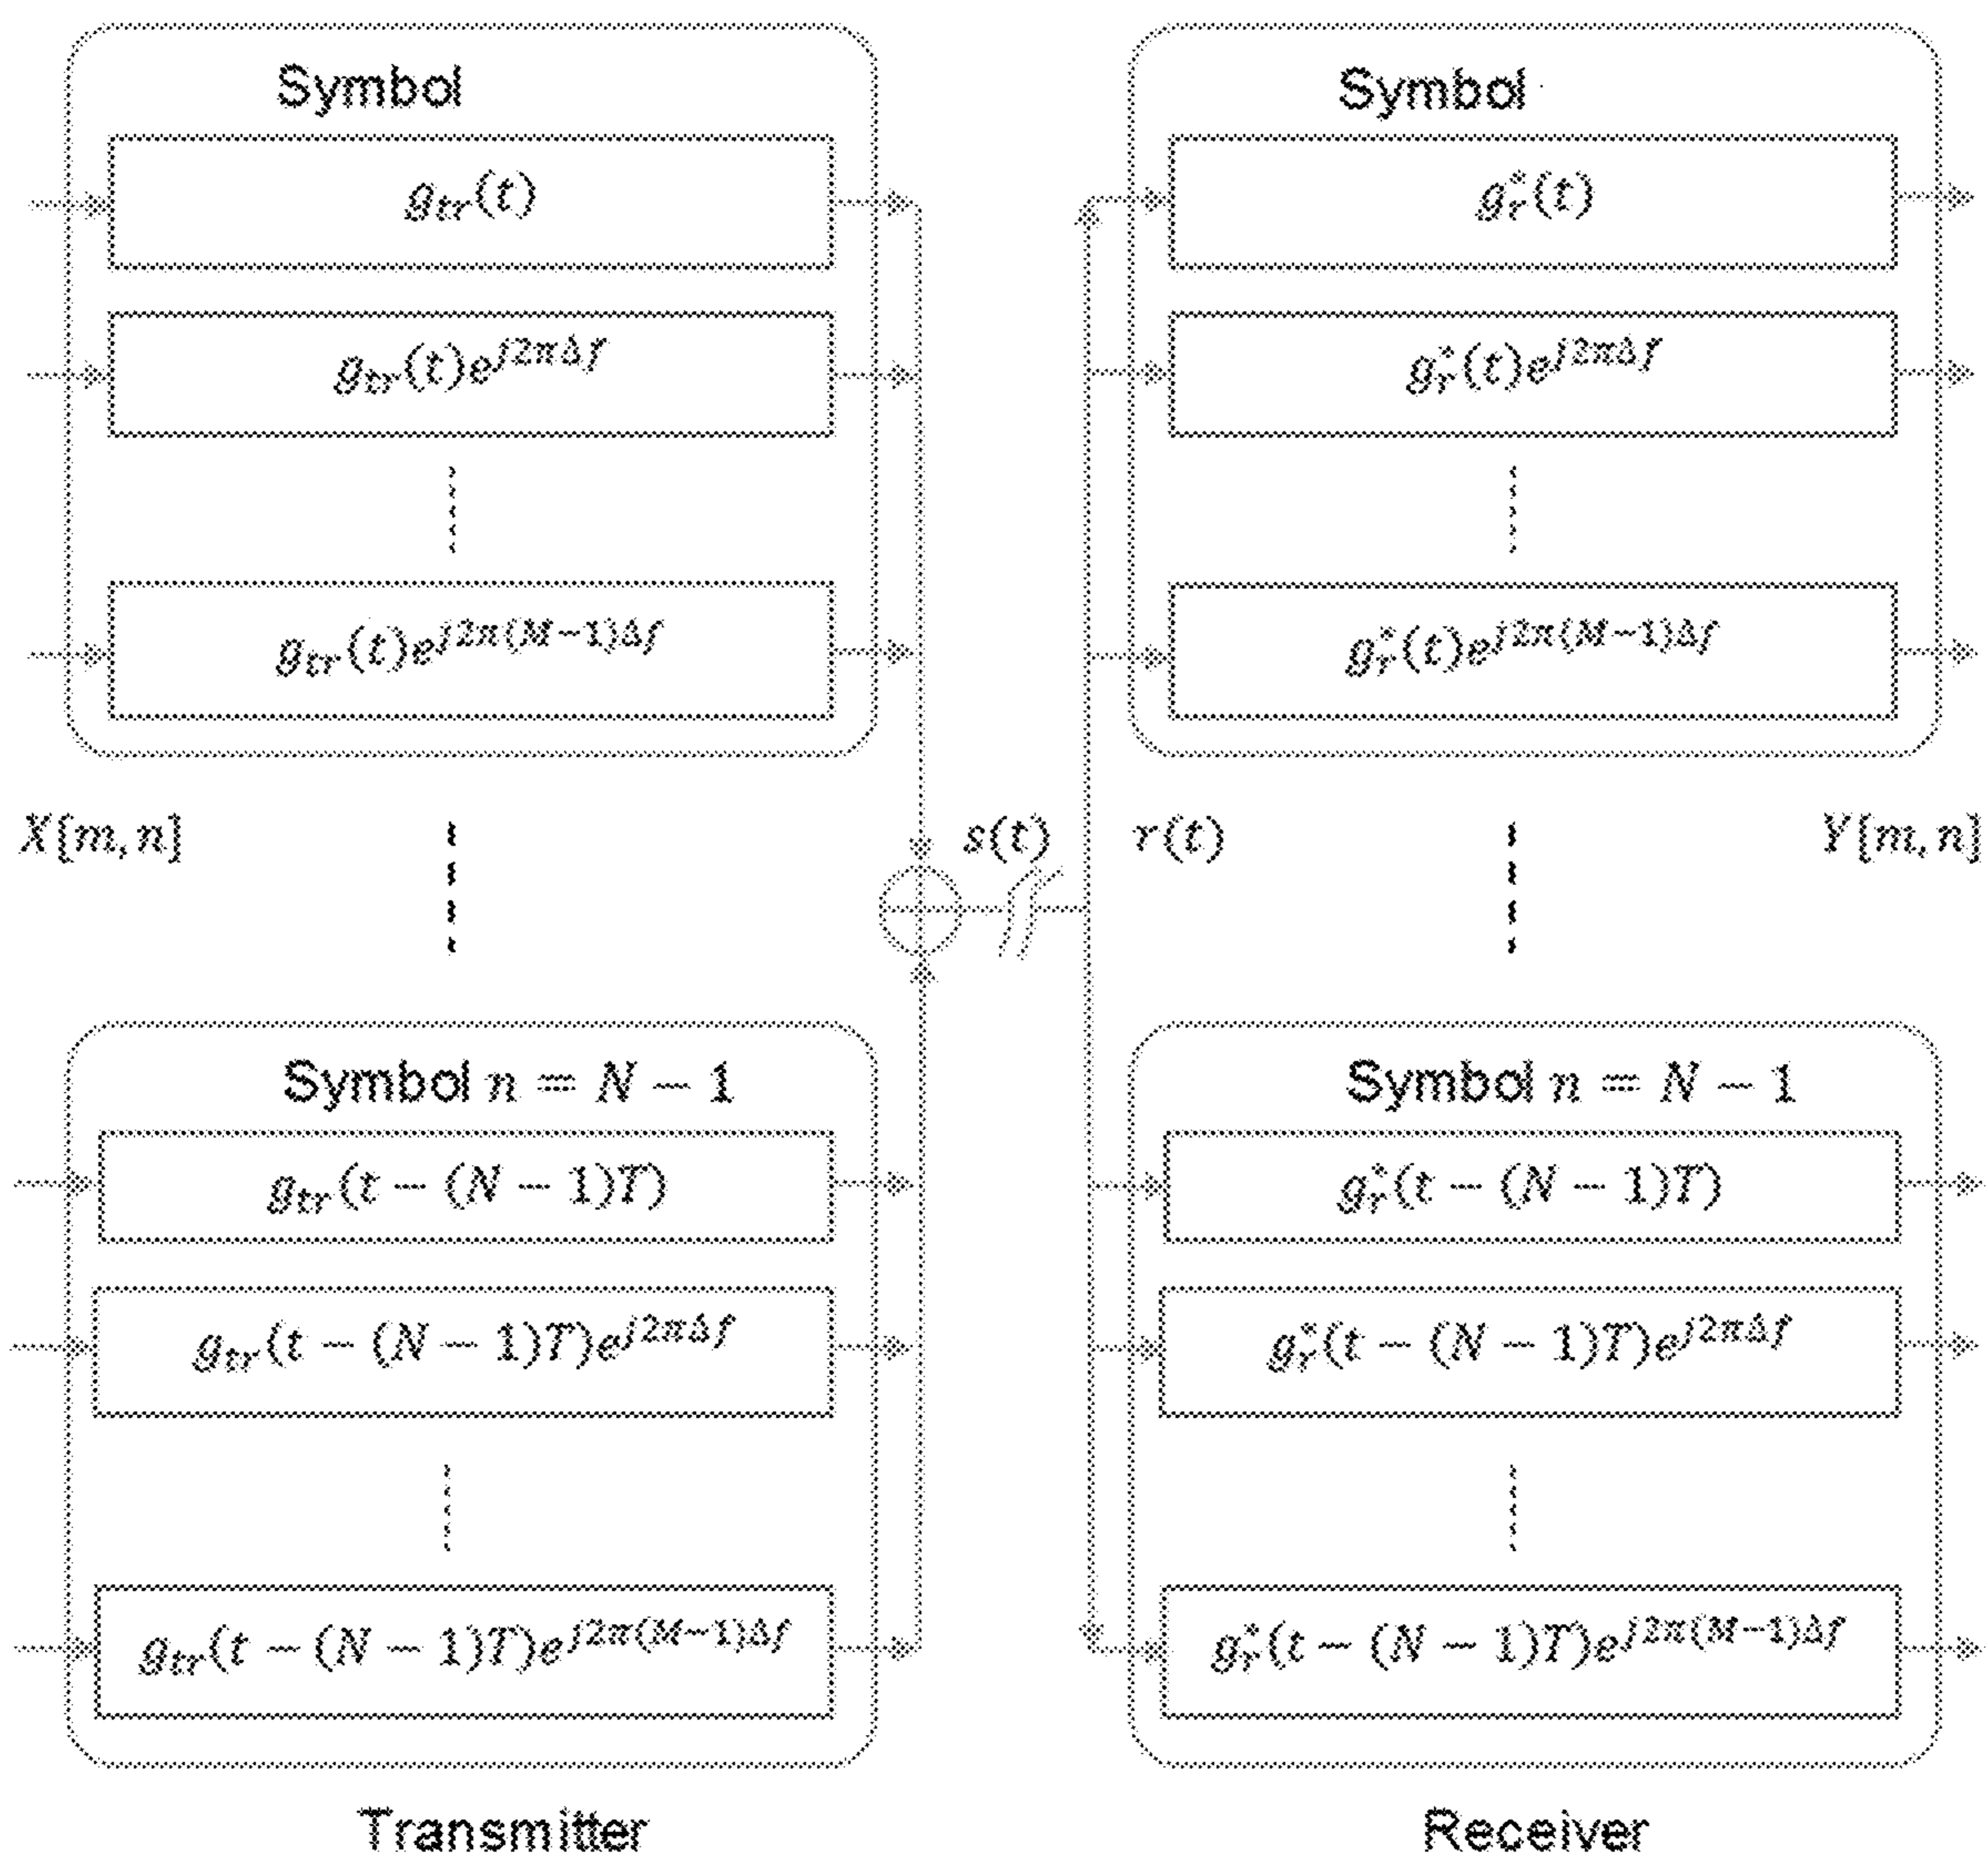 Symbol
g_tr(t)
g_tr(t)e^{j2πΔf}
g_tr(t)e^{j2π(M−1)Δf}
Symbol
g_r^*(t)
g_r^*(t)e^{j2πΔf}
g_r^*(t)e^{j2π(M−1)Δf}
X[m,n]
s(t)
r(t)
Y[m,n]
Symbol n = N − 1
g_tr(t − (N − 1)T)
g_tr(t − (N − 1)T)e^{j2πΔf}
g_tr(t − (N − 1)T)e^{j2π(M−1)Δf}
Symbol n = N − 1
g_r^*(t − (N − 1)T)
g_r^*(t − (N − 1)T)e^{j2πΔf}
g_r^*(t − (N − 1)T)e^{j2π(M−1)Δf}
Transmitter
Receiver